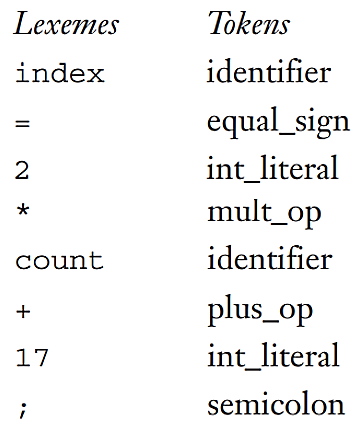 Lexemes Tokens
index identifier
= equal_sign
2 int_literal
* mult_op
count identifier
+ plus_op
17 int_literal
; semicolon